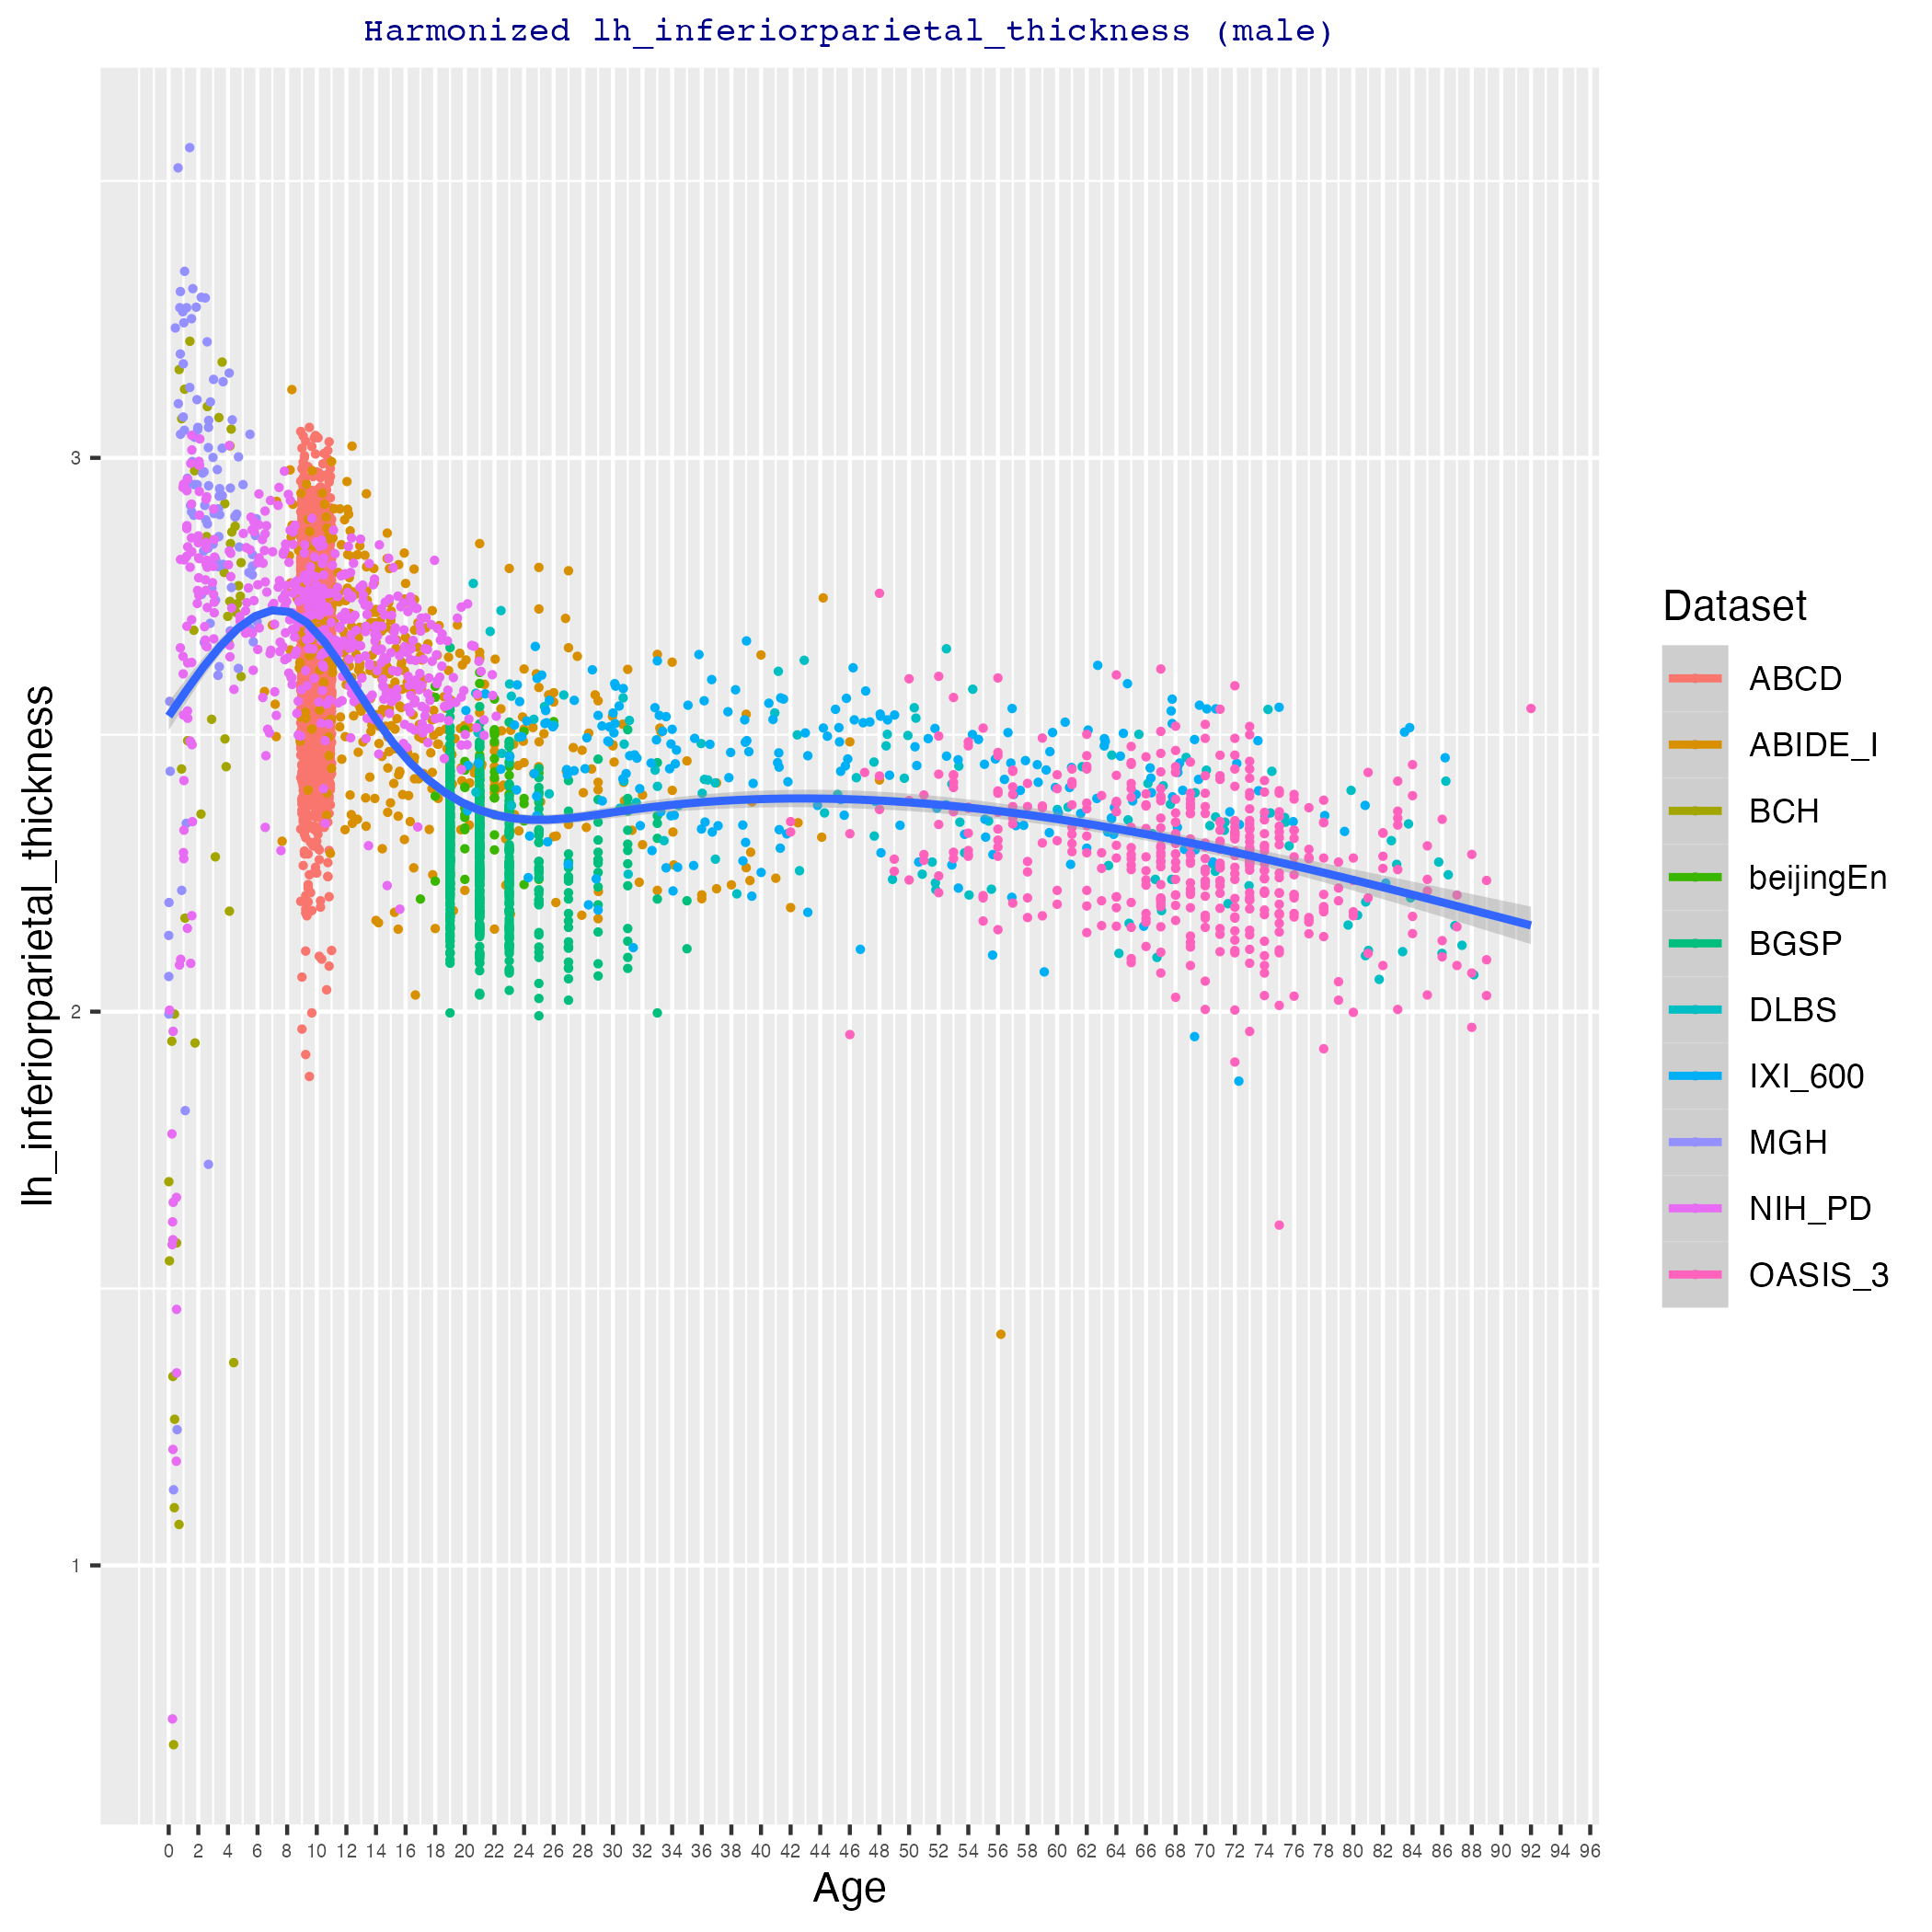 Harmonized lh_inferiorparietal_thickness (male)
lh_inferiorparietal_thickness
3
2
1
0 2 4 6 8 10 12 14 16 18 20 22 24 26 28 30 32 34 36 38 40 42 44 46 48 50 52 54 56 58 60 62 64 66 68 70 72 74 76 78 80 82 84 86 88 90 92 94 96
Age
Dataset
ABCD
ABIDE_I
BCH
beijingEn
BGSP
DLBS
IXI_600
MGH
NIH_PD
OASIS_3